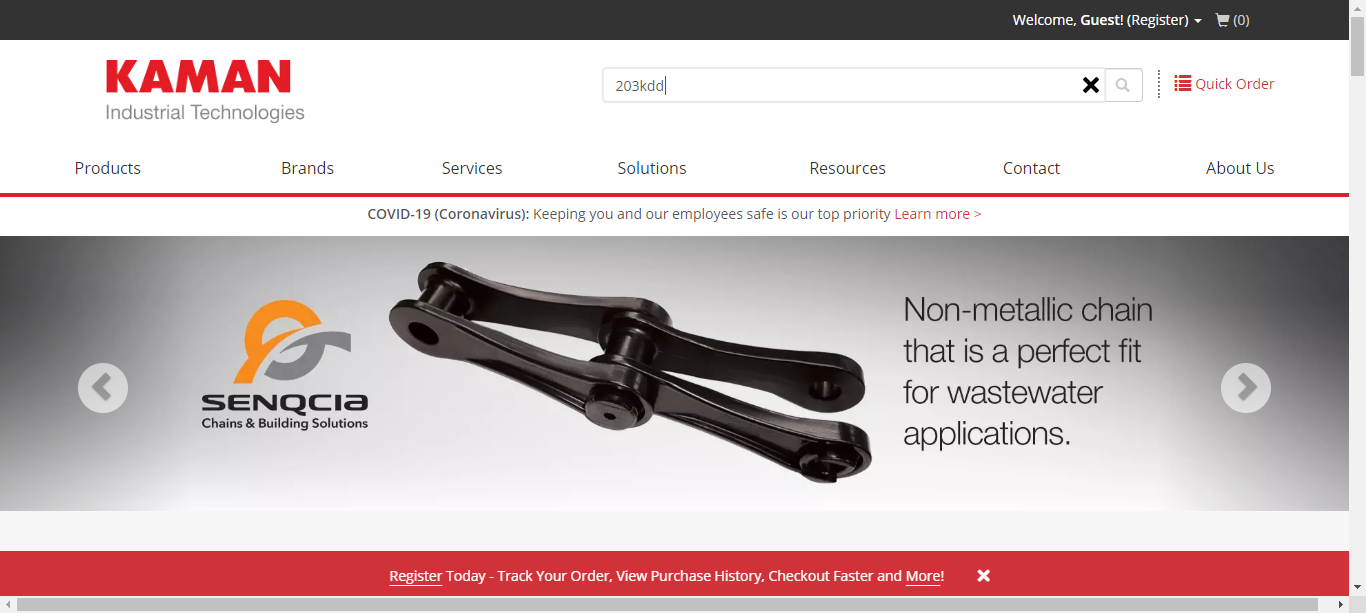 Welcome, Guest! (Register) (0)
KAMAN
Industrial Technologies
203kdd
Quick Order
Products Brands Services Solutions Resources Contact About Us
COVID-19 (Coronavirus): Keeping you and our employees safe is our top priority Learn more >
SENQCIA
Chains & Building Solutions
Non-metallic chain
that is a perfect fit
for wastewater
applications.
Register Today - Track Your Order, View Purchase History, Checkout Faster and More!